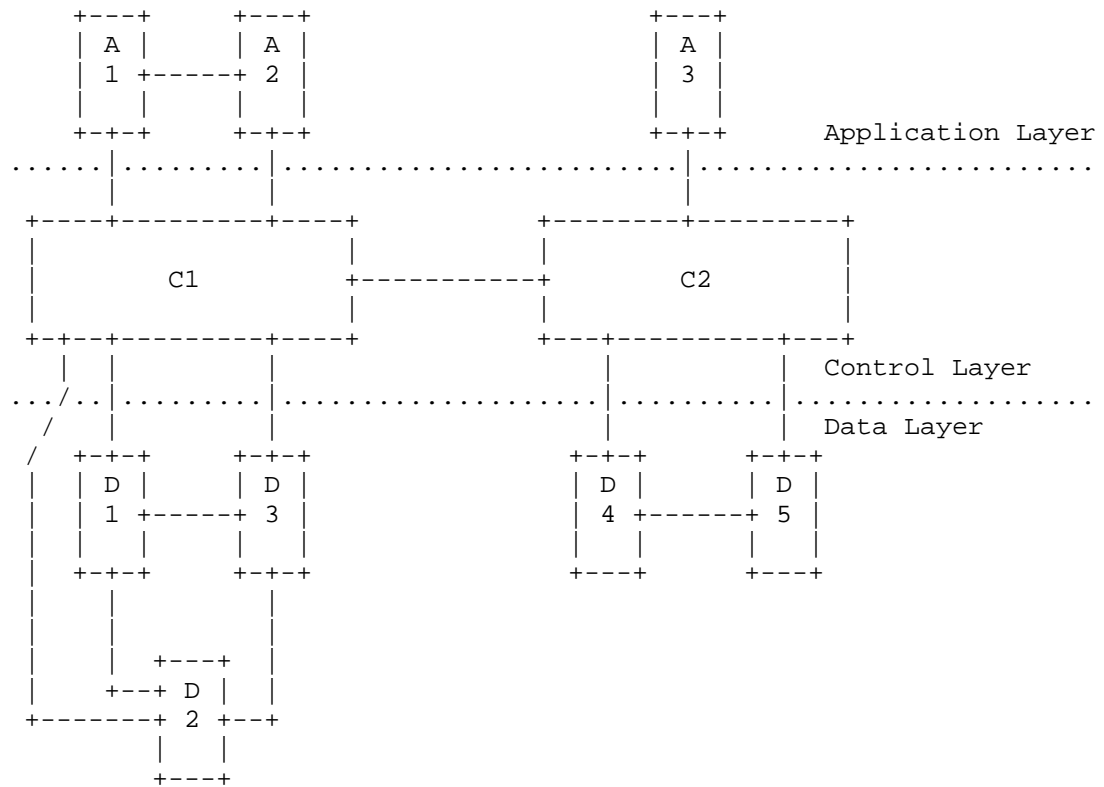 A A A
1 2 3
Application Layer
C1 C2
Control Layer
Data Layer
D D D D
1 3 4 5
D
2